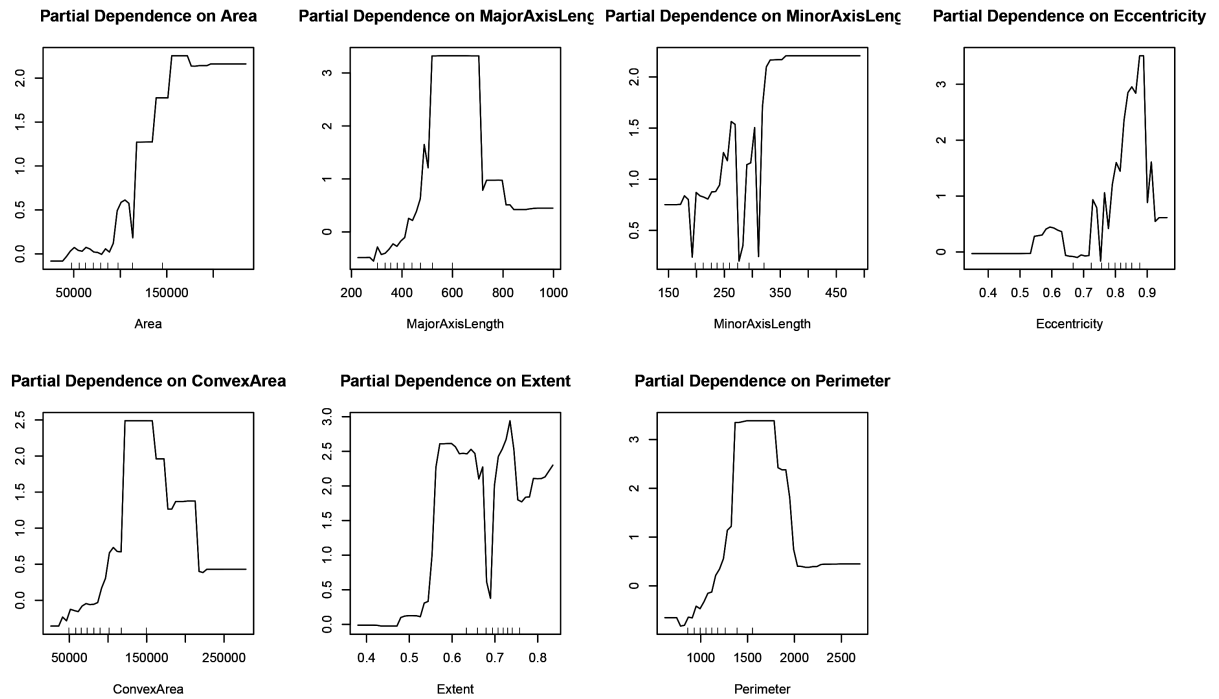 Partial Dependence on Area
2.0
1.5
1.0
0.5
0.0
50000 150000
Area
Partial Dependence on MajorAxisLeng
3
2
1
0
200 400 600 800 1000
MajorAxisLength
Partial Dependence on MinorAxisLeng
2.0
1.5
1.0
0.5
150 250 350 450
MinorAxisLength
Partial Dependence on Eccentricity
3
2
1
0
0.4 0.5 0.6 0.7 0.8 0.9
Eccentricity
Partial Dependence on ConvexArea
2.5
2.0
1.5
1.0
0.5
0.0
50000 150000 250000
ConvexArea
Partial Dependence on Extent
3.0
2.5
2.0
1.5
1.0
0.5
0.0
0.4 0.5 0.6 0.7 0.8
Extent
Partial Dependence on Perimeter
3
2
1
0
1000 1500 2000 2500
Perimeter